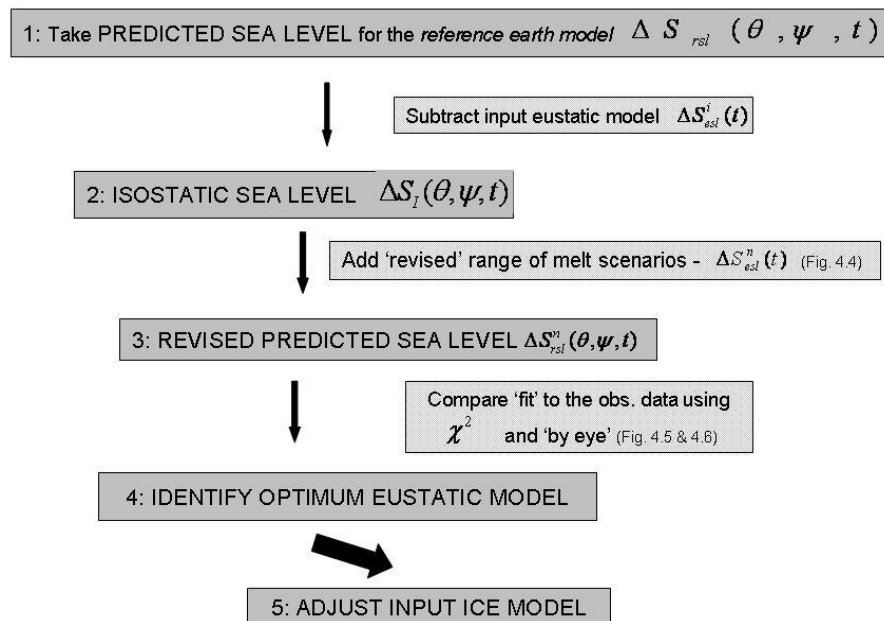 1: Take PREDICTED SEA LEVEL for the reference earth model Δ S rsl (θ , ψ , t)
Subtract input eustatic model ΔS^i_esl(t)
2: ISOSTATIC SEA LEVEL ΔS_I(θ,ψ,t)
Add ‘revised’ range of melt scenarios - ΔS^n_esl(t) (Fig. 4.4)
3: REVISED PREDICTED SEA LEVEL ΔS^n_rsl(θ,ψ,t)
Compare ‘fit’ to the obs. data using
χ^2 and ‘by eye’ (Fig. 4.5 & 4.6)
4: IDENTIFY OPTIMUM EUSTATIC MODEL
5: ADJUST INPUT ICE MODEL